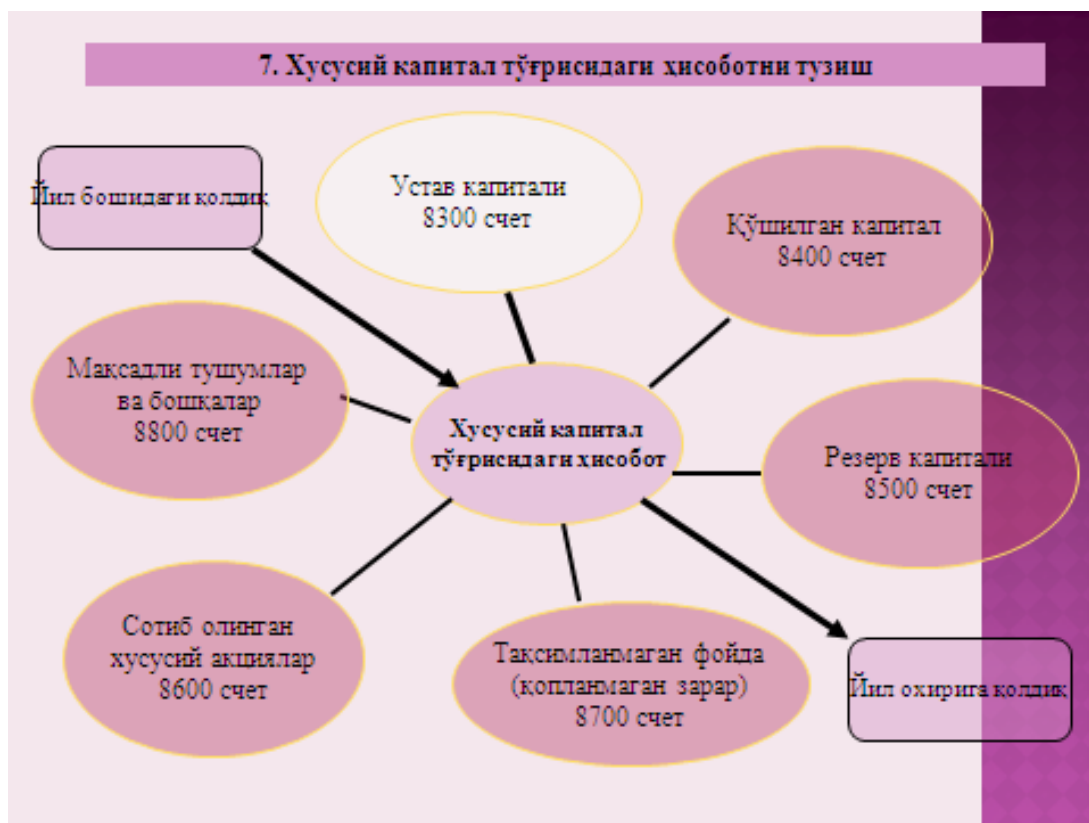 7. Хусусий капитал тўғрисидаги ҳисоботни тузиш
Йил бошидаги қолдиқ
Устав капитали
8300 счет
Қўшилган капитал
8400 счет
Мақсадли тушумлар
ва бошқалар
8800 счет
Хусусий капитал
тўғрисидаги ҳисобот
Резерв капитали
8500 счет
Сотиб олинган
хусусий акциялар
8600 счет
Тақсимланмаган фойда
(қопланмаган зарар)
8700 счет
Йил охирига қолдиқ